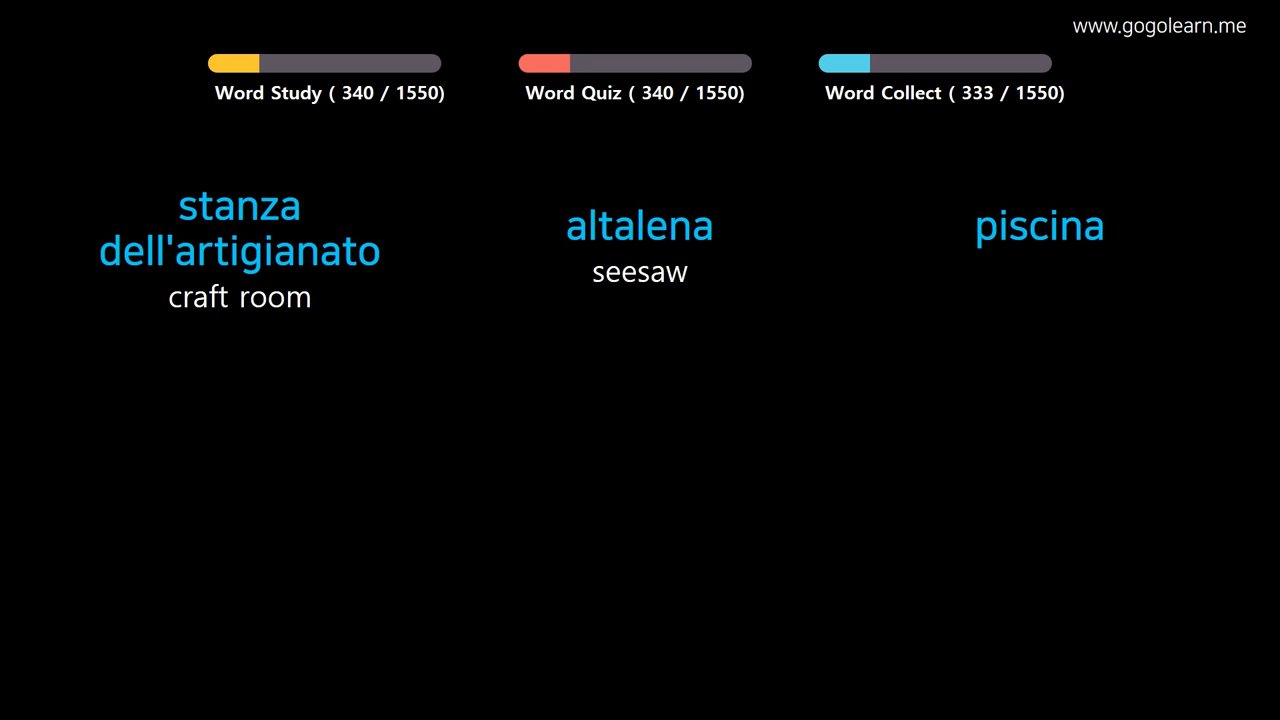 www.gogolearn.me
Word Study ( 340 / 1550)
Word Quiz ( 340 / 1550)
Word Collect ( 333 / 1550)
stanza
dell'artigianato
craft room
altalena
seesaw
piscina